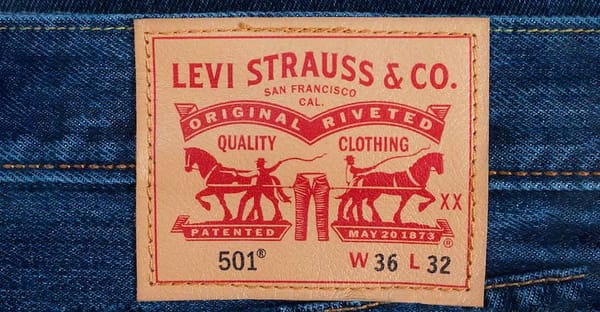 LEVI STRAUSS & CO.
SAN FRANCISCO
CAL.
ORIGINAL RIVETED
QUALITY CLOTHING
XX
PATENTED MAY 20 1873 ®
501® W 36 L 32